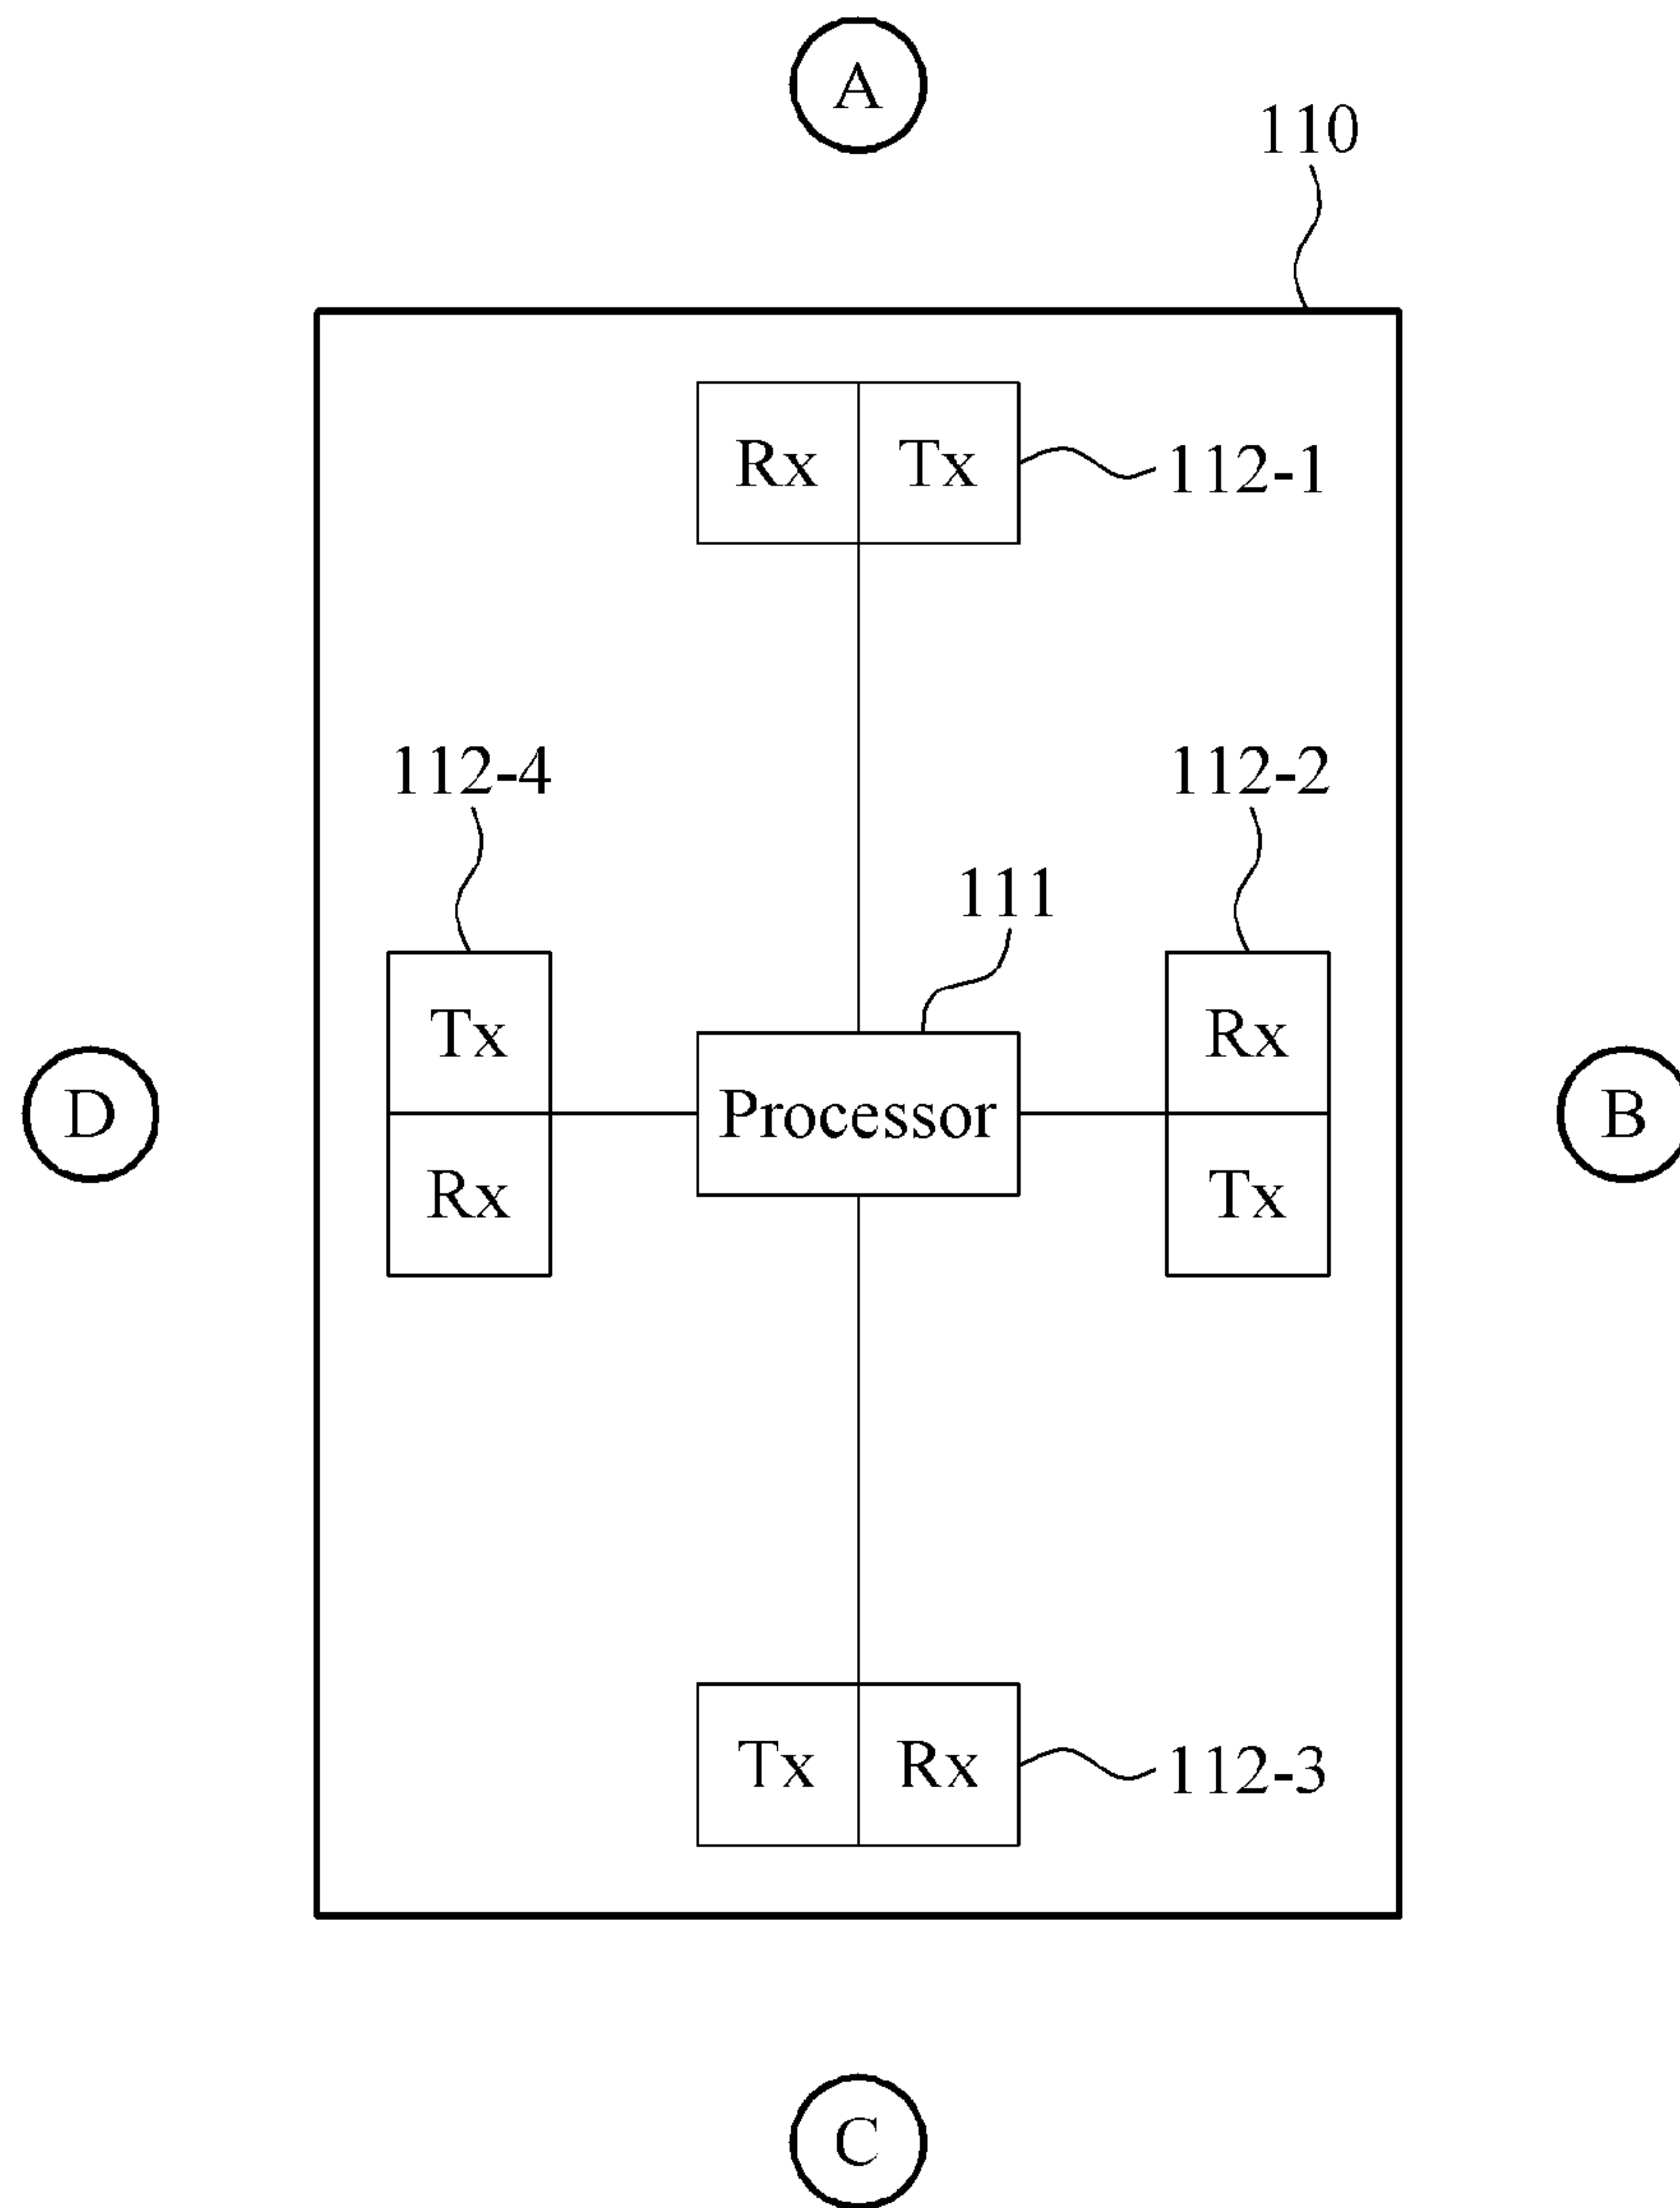 A
110
Rx Tx 112-1
112-4 112-2
111
Tx Rx
D Processor B
Rx Tx
Tx Rx 112-3
C